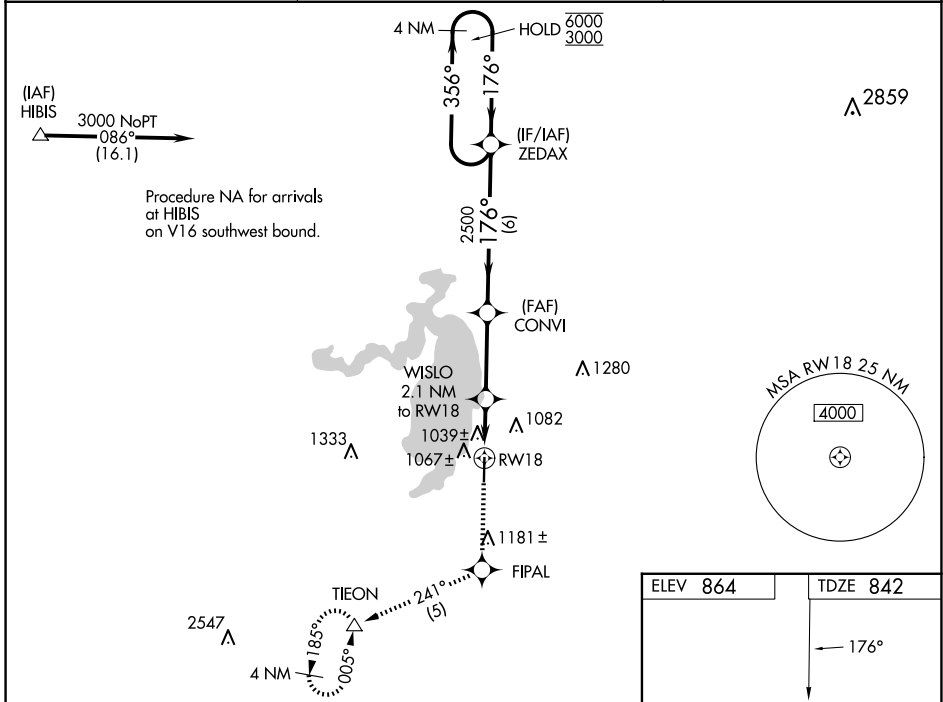 4 NM
HOLD 6000
3000
356°
176°
2859
(IAF)
HIBIS
3000 NoPT
086°
(16.1)
(IF/IAF)
ZEDAX
Procedure NA for arrivals
at HIBIS
on V16 southwest bound.
2500
176°
(6)
(FAF)
CONVI
WISLO
2.1 NM
to RW18
1280
1082
1333
1039±
1067±
RW18
MSA RW18 25 NM
4000
1181±
FIPAL
TIEON
241°
(5)
2547
185°
005°
4 NM
ELEV 864
TDZE 842
176°